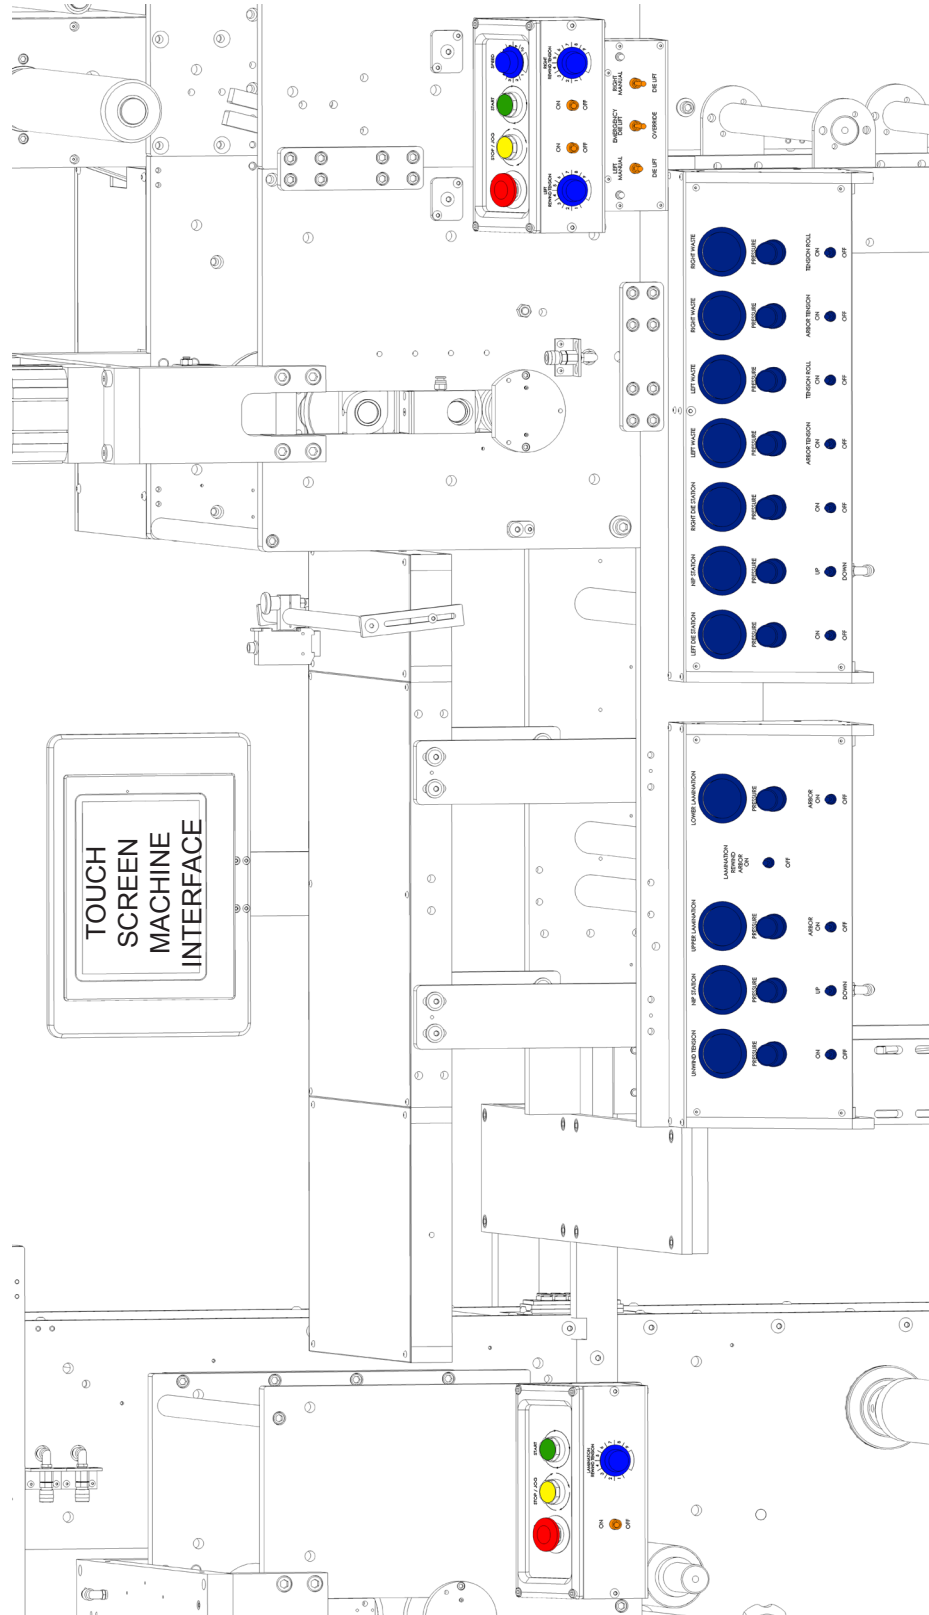 TOUCH
SCREEN
MACHINE
INTERFACE
STOP / JOG
START
ON
OFF
LAMINATION
REWIND TENSION
UNWIND TENSION
PRESSURE
ON
OFF
NIP STATION
PRESSURE
UP
DOWN
UPPER LAMINATION
PRESSURE
ARBOR
ON
OFF
LAMINATION
REWIND
ARBOR
ON
OFF
LOWER LAMINATION
PRESSURE
ARBOR
ON
OFF
LEFT DIE STATION
PRESSURE
ON
OFF
NIP STATION
PRESSURE
UP
DOWN
RIGHT DIE STATION
PRESSURE
ON
OFF
LEFT WASTE
PRESSURE
ARBOR TENSION
ON
OFF
LEFT WASTE
PRESSURE
TENSION ROLL
ON
OFF
RIGHT WASTE
PRESSURE
ARBOR TENSION
ON
OFF
RIGHT WASTE
PRESSURE
TENSION ROLL
ON
OFF
STOP / JOG
START
SPEED
LEFT
REWIND TENSION
ON
OFF
ON
OFF
RIGHT
REWIND TENSION
LEFT
MANUAL
DIE LIFT
EMERGENCY
DIE LIFT
OVERRIDE
RIGHT
MANUAL
DIE LIFT